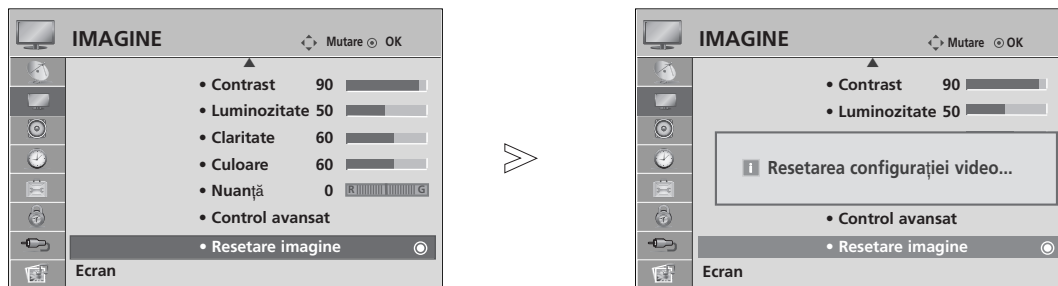 IMAGINE
Mutare OK
• Contrast 90
• Luminozitate 50
• Claritate 60
• Culoare 60
• Nuanță 0 R G
• Control avansat
• Resetare imagine
Ecran
IMAGINE
Mutare OK
• Contrast 90
• Luminozitate 50
i Resetarea configurației video...
• Control avansat
• Resetare imagine
Ecran